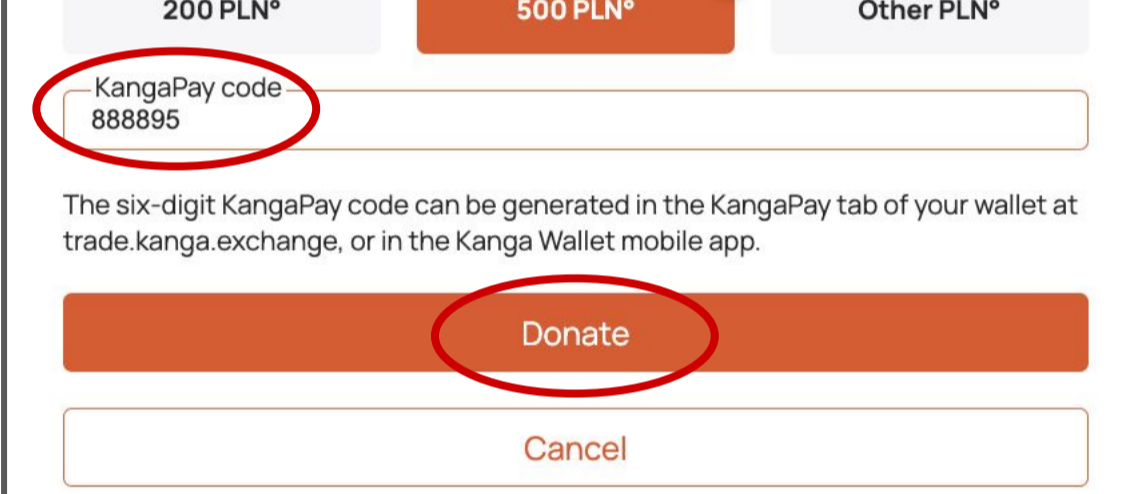 200 PLN°
500 PLN°
Other PLN°
KangaPay code
888895
The six-digit KangaPay code can be generated in the KangaPay tab of your wallet at
trade.kanga.exchange, or in the Kanga Wallet mobile app.
Donate
Cancel